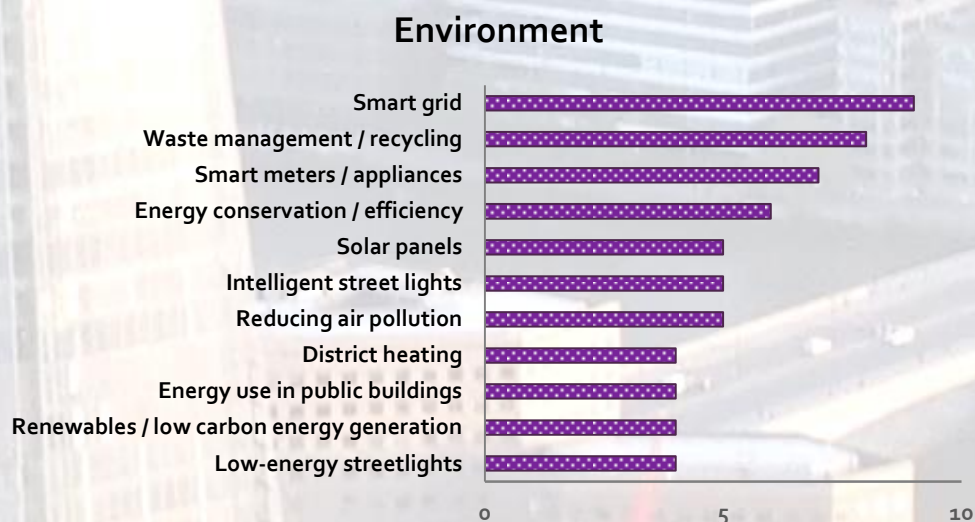 Environment
Smart grid
Waste management / recycling
Smart meters / appliances
Energy conservation / efficiency
Solar panels
Intelligent street lights
Reducing air pollution
District heating
Energy use in public buildings
Renewables / low carbon energy generation
Low-energy streetlights
0 5 10